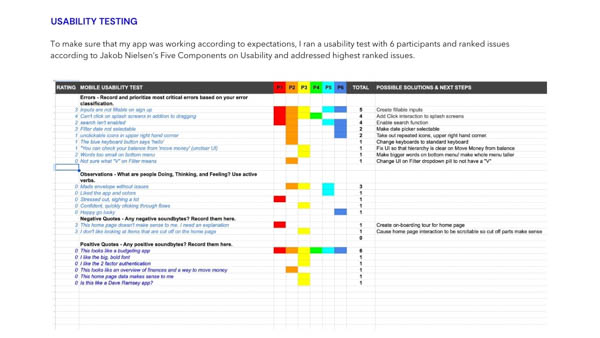 USABILITY TESTING
To make sure that my app was working according to expectations, I ran a usability test with 6 participants and ranked issues
according to Jakob Nielsen's Five Components on Usability and addressed highest ranked issues.
RATING MOBILE USABILITY TEST P1 P2 P3 P4 P5 P6 TOTAL POSSIBLE SOLUTIONS & NEXT STEPS
Errors - Record and prioritize most critical errors based on your error
classification.
3 Inputs are not fillable on sign up 5 Create fillable inputs
4 Can't click on splash screens in addition to dragging 4 Add Click interaction to splash screens
2 search isn't enabled 4 Enable search function
3 Filter date not selectable 2 Make date picker selectable
1 unclickable icons in upper right hand corner 2 Take out repeated icons, upper right hand corner
1 The love keyboard button says 'hello' 1 Change keyboards to standard keyboard
1 "You can check your balance from 'move money' (unclear UI) 1 Fix UI so that hierarchy is clear on Move Money from balance
2 Words too small on bottom menu 1 Make bigger words on bottom menu/ make whole menu taller
0 Not sure what "V" on Filter means 1 Change UI on Filter dropdown pill to not have a "V"
Observations - What are people Doing, Thinking, and Feeling? Use active
verbs.
0 Made envelope without issues 3
0 Liked the app and colors 1
0 Stressed out, signing a lot 1
0 Confident, quickly clicking through flows 1
0 Happy go lucky 1
Negative Quotes - Any negative soundbytes? Record them here.
3 This home page doesn't make sense to me. I need an explanation 1 Create on-boarding tour for home page
3 I don't like looking at items that are cut off on the home page 1 Cause home page interaction to be scrollable so cut off parts make sense
0
Positive Quotes - Any positive soundbytes? Record them here.
0 This looks like a budgeting app 6
0 I like the big, bold font 1
0 I like the 2 factor authentication 1
0 This looks like an overview of finances and a way to move money 1
0 This home page data makes sense to me 1
0 Is this like a Dave Ramsey app? 1